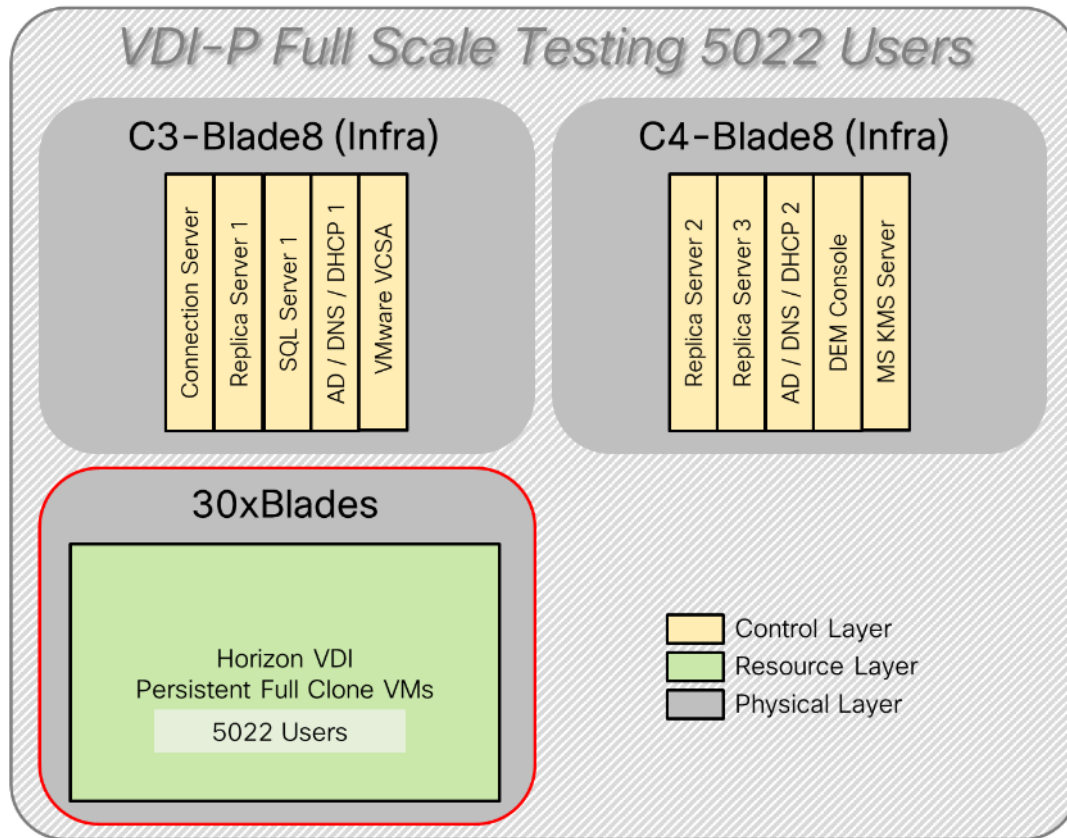 VDI-P Full Scale Testing 5022 Users
C3-Blade8 (Infra)
Connection Server
Replica Server 1
SQL Server 1
AD / DNS / DHCP 1
VMware VCSA
C4-Blade8 (Infra)
Replica Server 2
Replica Server 3
AD / DNS / DHCP 2
DEM Console
MS KMS Server
30xBlades
Horizon VDI
Persistent Full Clone VMs
5022 Users
Control Layer
Resource Layer
Physical Layer